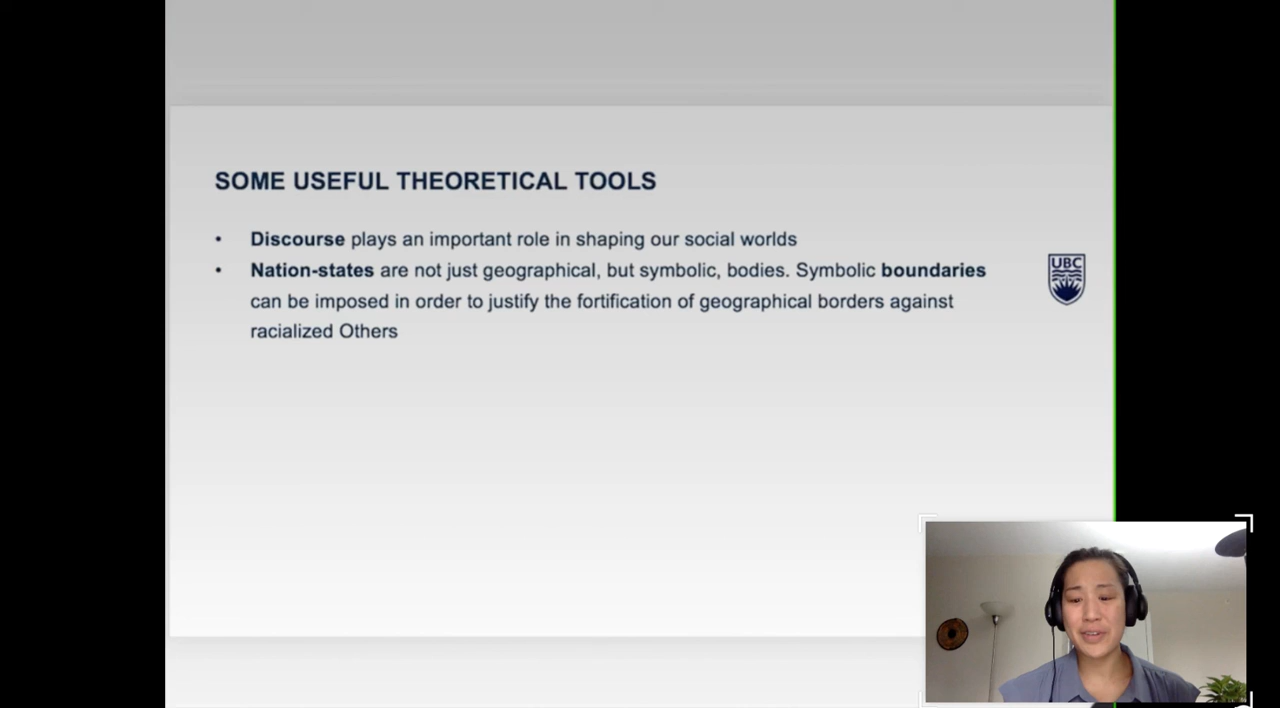 SOME USEFUL THEORETICAL TOOLS
• Discourse plays an important role in shaping our social worlds
• Nation-states are not just geographical, but symbolic, bodies. Symbolic boundaries
can be imposed in order to justify the fortification of geographical borders against
racialized Others
UBC